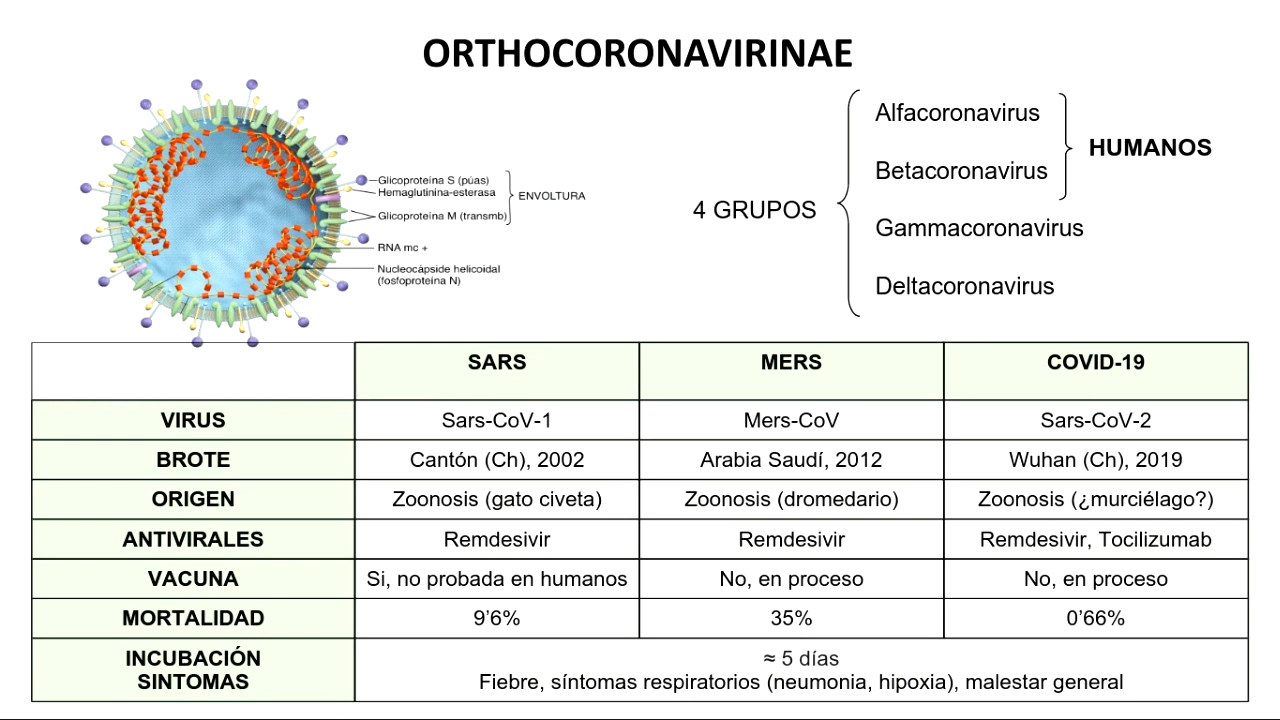 ORTHOCORONAVIRINAE
Glicoproteína S (púas)
Hemaglutinina-esterasa
ENVOLTURA
Glicoproteína M (transmb)
RNA mc +
Nucleocápside helicoidal
(fosfoproteína N)
4 GRUPOS
Alfacoronavirus
Betacoronavirus
HUMANOS
Gammacoronavirus
Deltacoronavirus
SARS MERS COVID-19
VIRUS Sars-CoV-1 Mers-CoV Sars-CoV-2
BROTE Cantón (Ch), 2002 Arabia Saudí, 2012 Wuhan (Ch), 2019
ORIGEN Zoonosis (gato civeta) Zoonosis (dromedario) Zoonosis (¿murciélago?)
ANTIVIRALES Remdesivir Remdesivir Remdesivir, Tocilizumab
VACUNA Si, no probada en humanos No, en proceso No, en proceso
MORTALIDAD 9’6% 35% 0’66%
INCUBACIÓN ≈ 5 días
SINTOMAS Fiebre, síntomas respiratorios (neumonia, hipoxia), malestar general